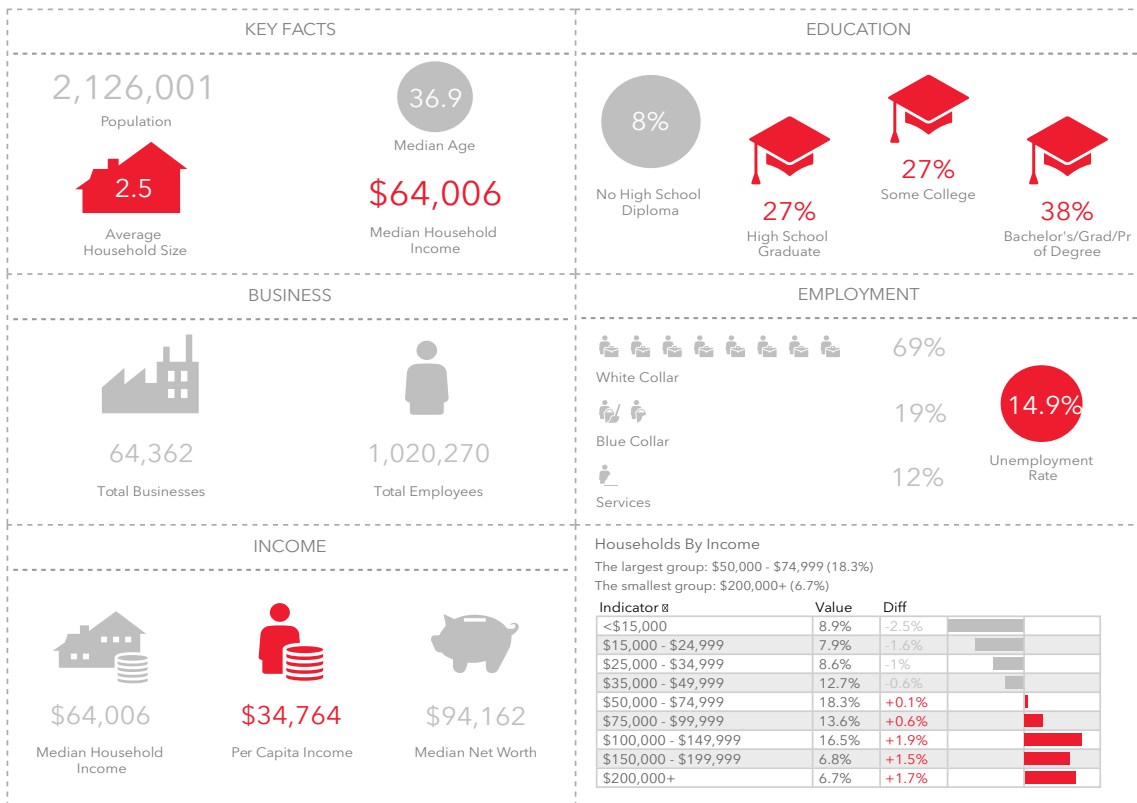 KEY FACTS
2,126,001
Population
36.9
Median Age
2.5
Average
Household Size
$64,006
Median Household
Income
EDUCATION
8%
No High School
Diploma
27%
High School
Graduate
27%
Some College
38%
Bachelor's/Grad/Pr
of Degree
BUSINESS
64,362
Total Businesses
1,020,270
Total Employees
EMPLOYMENT
69%
White Collar
19%
Blue Collar
12%
Services
14.9%
Unemployment
Rate
INCOME
$64,006
Median Household
Income
$34,764
Per Capita Income
$94,162
Median Net Worth
Households By Income
The largest group: $50,000 - $74,999 (18.3%)
The smallest group: $200,000+ (6.7%)
Indicator Value Diff
<$15,000 8.9% -2.5%
$15,000 - $24,999 7.9% -1.6%
$25,000 - $34,999 8.6% -1%
$35,000 - $49,999 12.7% -0.6%
$50,000 - $74,999 18.3% +0.1%
$75,000 - $99,999 13.6% +0.6%
$100,000 - $149,999 16.5% +1.9%
$150,000 - $199,999 6.8% +1.5%
$200,000+ 6.7% +1.7%